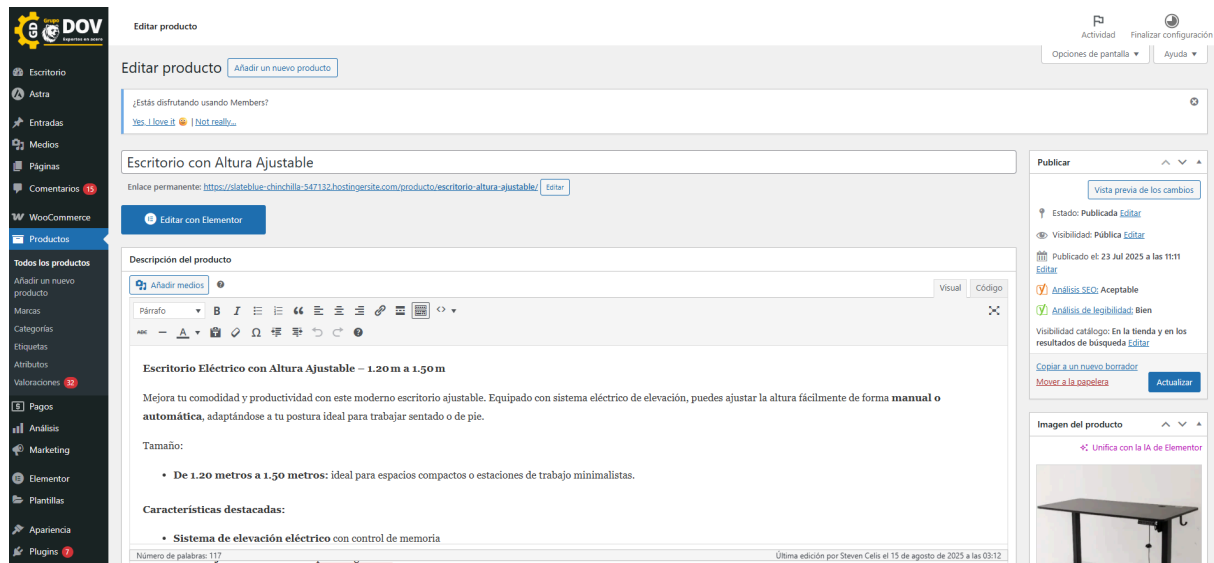 GD Grupo DOV
Expertos en acero
Editar producto
Actividad
Finalizar configuración
Opciones de pantalla
Ayuda
Escritorio
Astra
Entradas
Medios
Páginas
Comentarios 15
WooCommerce
Productos
Todos los productos
Añadir un nuevo
producto
Marcas
Categorías
Etiquetas
Atributos
Valoraciones 32
Pagos
Análisis
Marketing
Elementor
Plantillas
Apariencia
Plugins 7
Editar producto
Añadir un nuevo producto
¿Estás disfrutando usando Members?
Yes, I love it | Not really...
Escritorio con Altura Ajustable
Enlace permanente: https://slateblue-chinchilla-547132.hostingersite.com/producto/escritorio-altura-ajustable/ Editar
Editar con Elementor
Descripción del producto
Añadir medios
Visual
Código
Párrafo
B I
ABC A Ω
Escritorio Eléctrico con Altura Ajustable – 1.20 m a 1.50 m
Mejora tu comodidad y productividad con este moderno escritorio ajustable. Equipado con sistema eléctrico de elevación, puedes ajustar la altura fácilmente de forma manual o
automática, adaptándose a tu postura ideal para trabajar sentado o de pie.
Tamaño:
• De 1.20 metros a 1.50 metros: ideal para espacios compactos o estaciones de trabajo minimalistas.
Características destacadas:
• Sistema de elevación eléctrico con control de memoria
Número de palabras: 117
Última edición por Steven Celis el 15 de agosto de 2025 a las 03:12
Publicar
Vista previa de los cambios
Estado: Publicada Editar
Visibilidad: Pública Editar
Publicado el: 23 Jul 2025 a las 11:11
Editar
Análisis SEO: Aceptable
Análisis de legibilidad: Bien
Visibilidad catálogo: En la tienda y en los
resultados de búsqueda Editar
Copiar a un nuevo borrador
Mover a la papelera
Actualizar
Imagen del producto
Unifica con la IA de Elementor